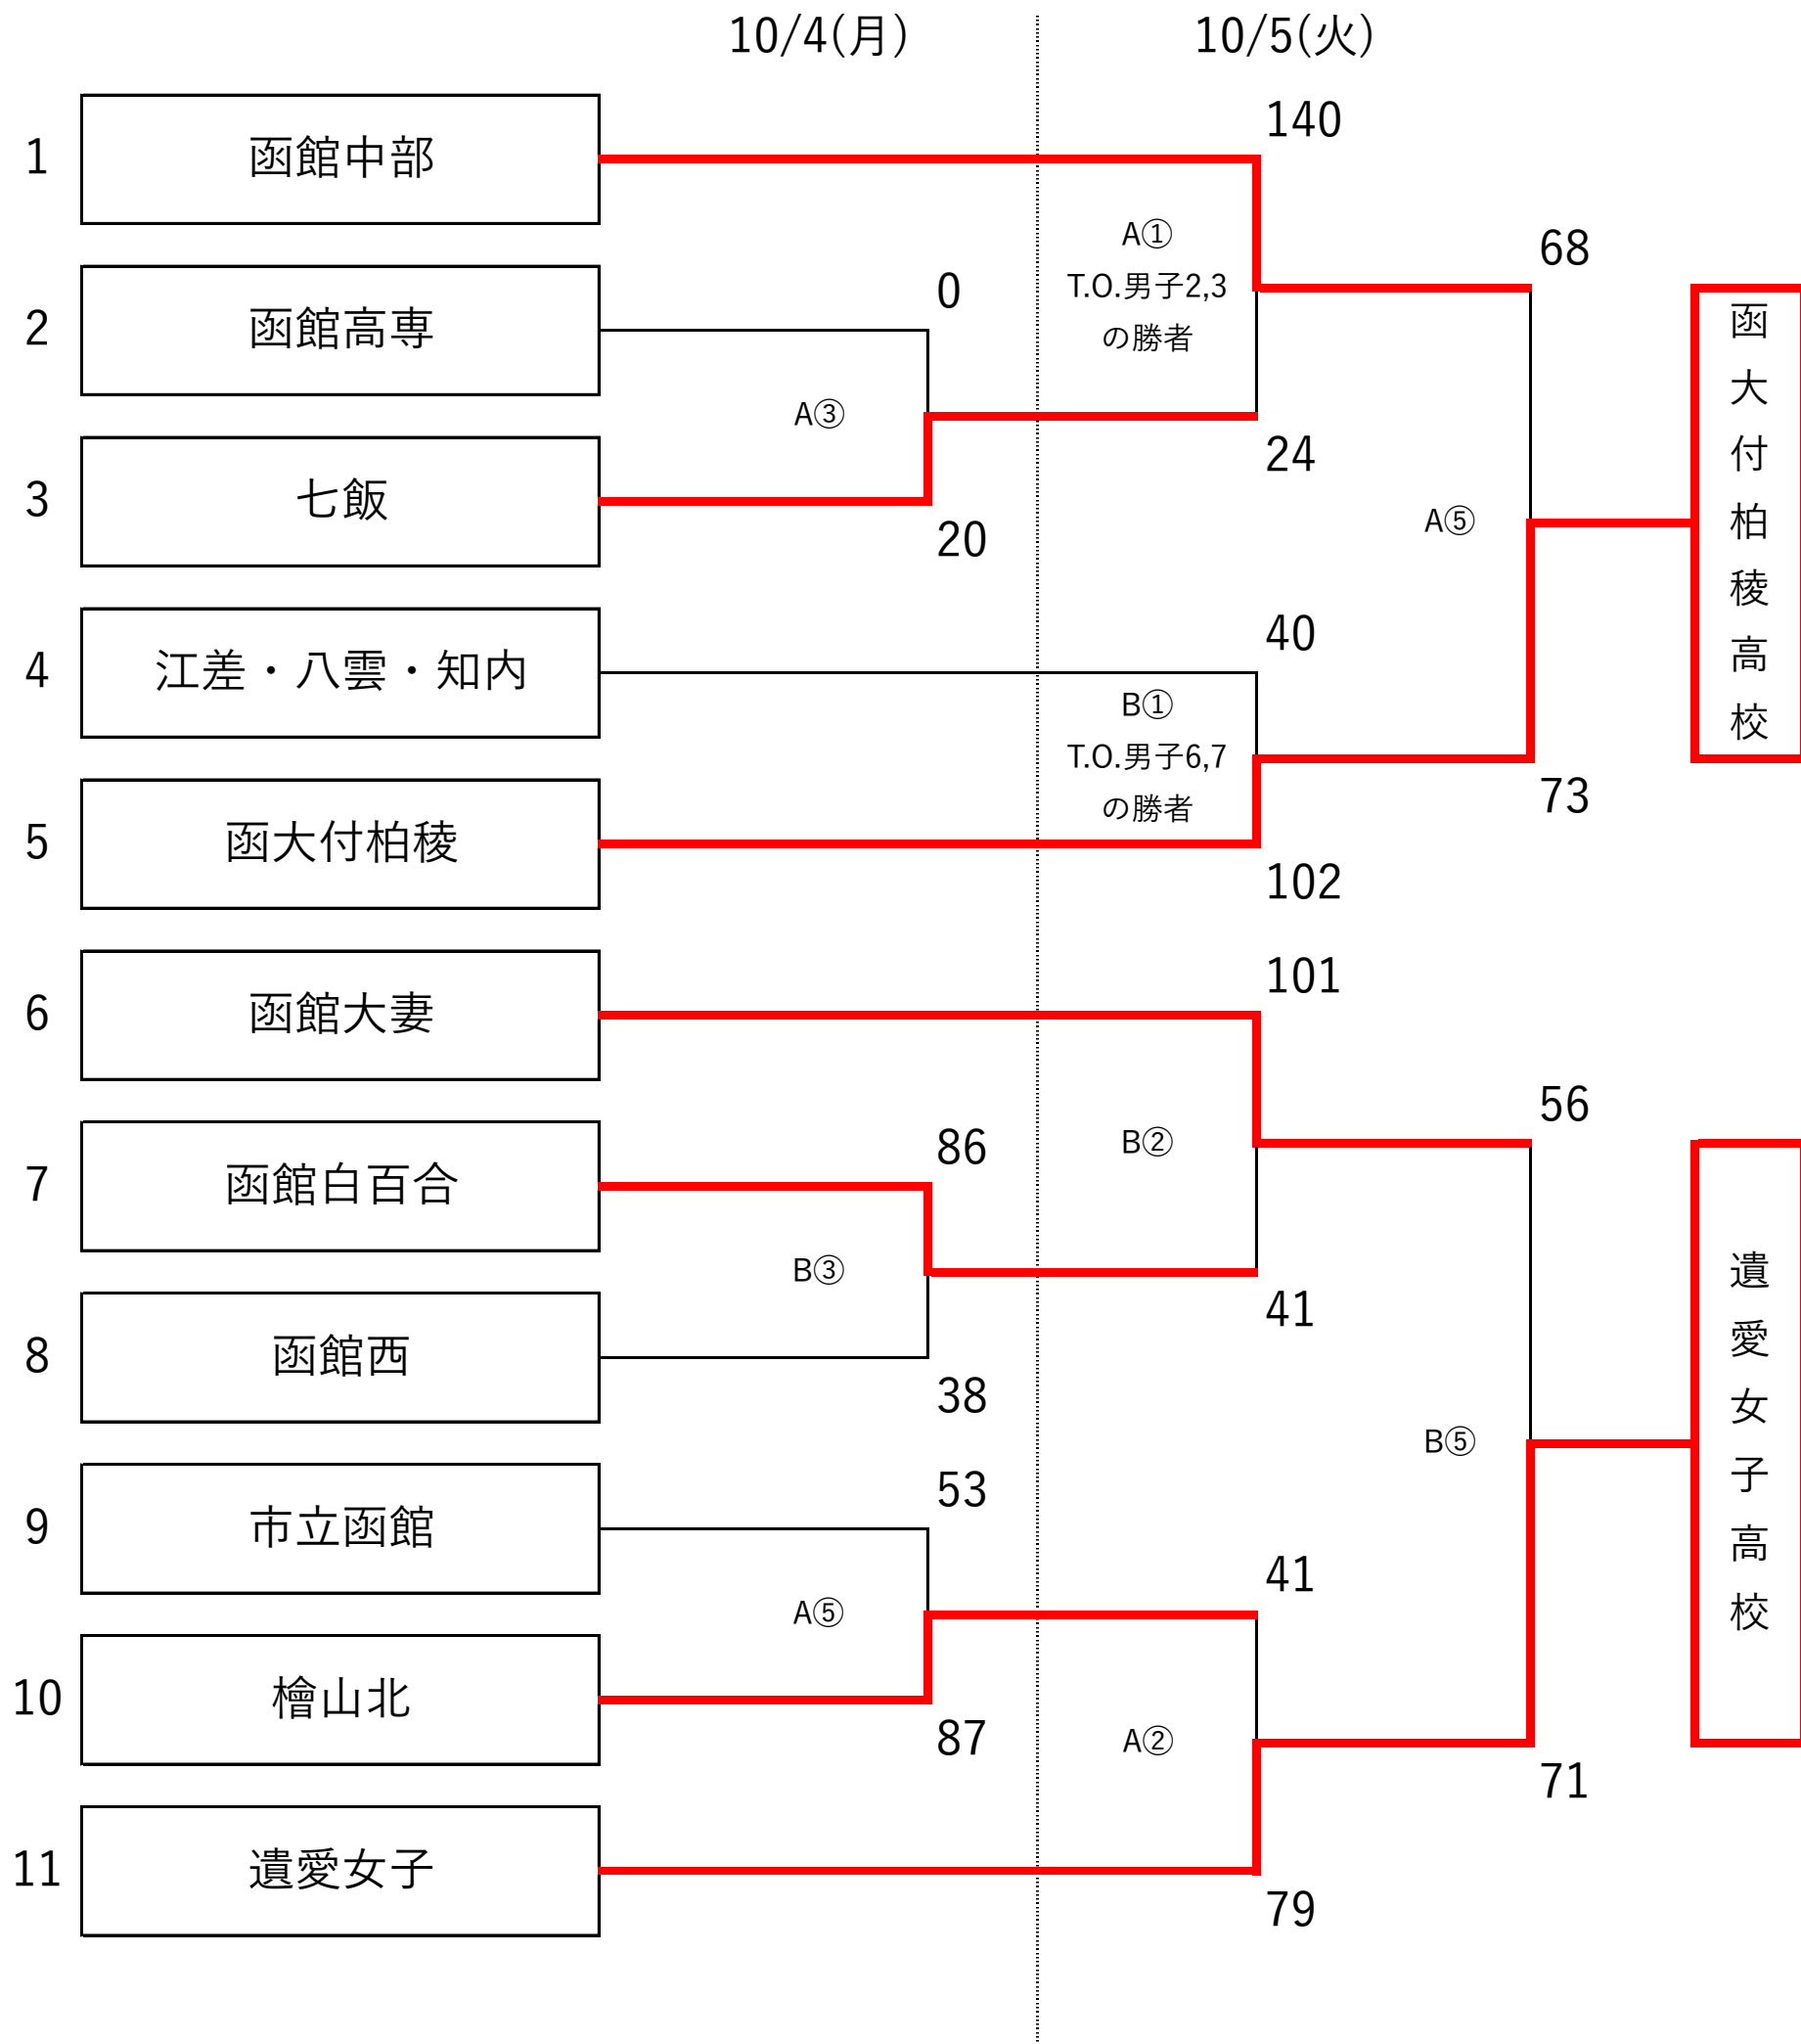 10/4(月)
10/5(火)
140
1
函館中部
A①
T.O.男子2,3
の勝者
68
0
2
函館高専
A③
24
3
七飯
20
A⑤
函大付柏稜高校
40
4
江差・八雲・知内
B①
T.O.男子6,7
の勝者
73
5
函大付柏稜
102
101
6
函館大妻
56
86
B②
7
函館白百合
B③
41
8
函館西
38
B⑤
遺愛女子高校
53
9
市立函館
41
A⑤
10
檜山北
87
A②
71
11
遺愛女子
79